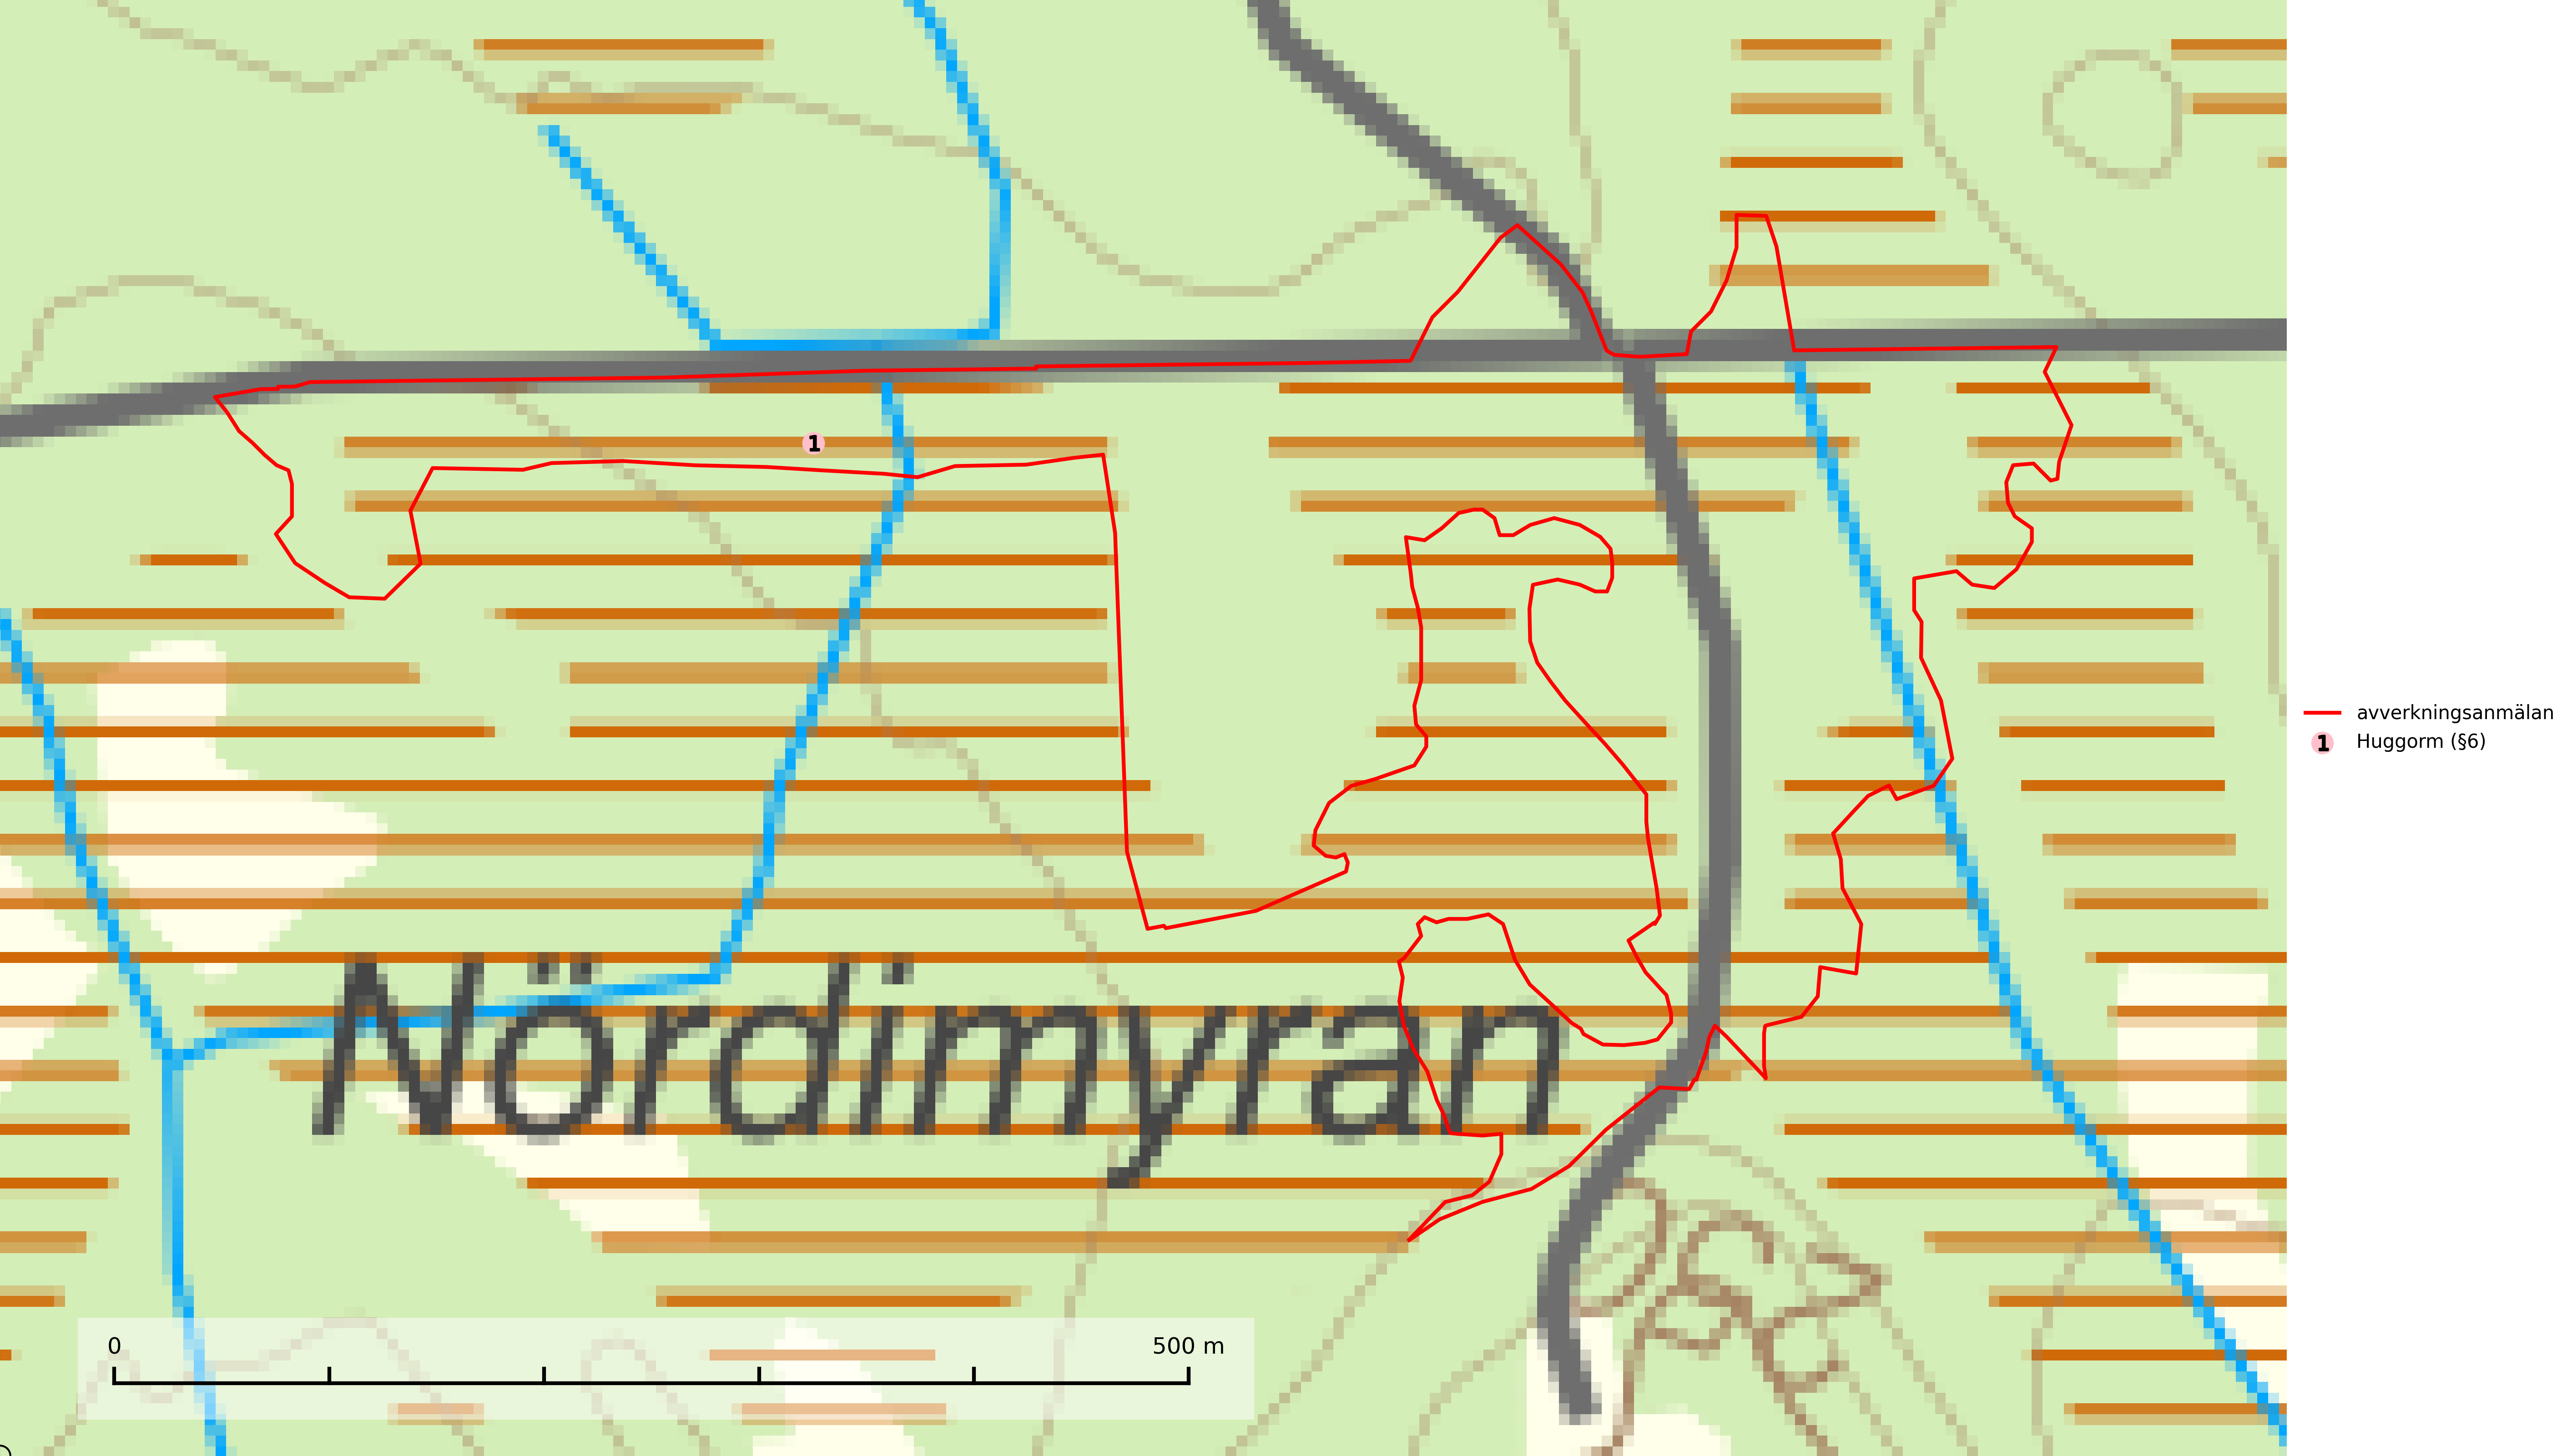 1
avverkningsanmälan
1 Huggorm (§6)
Nördimyran
0 500 m